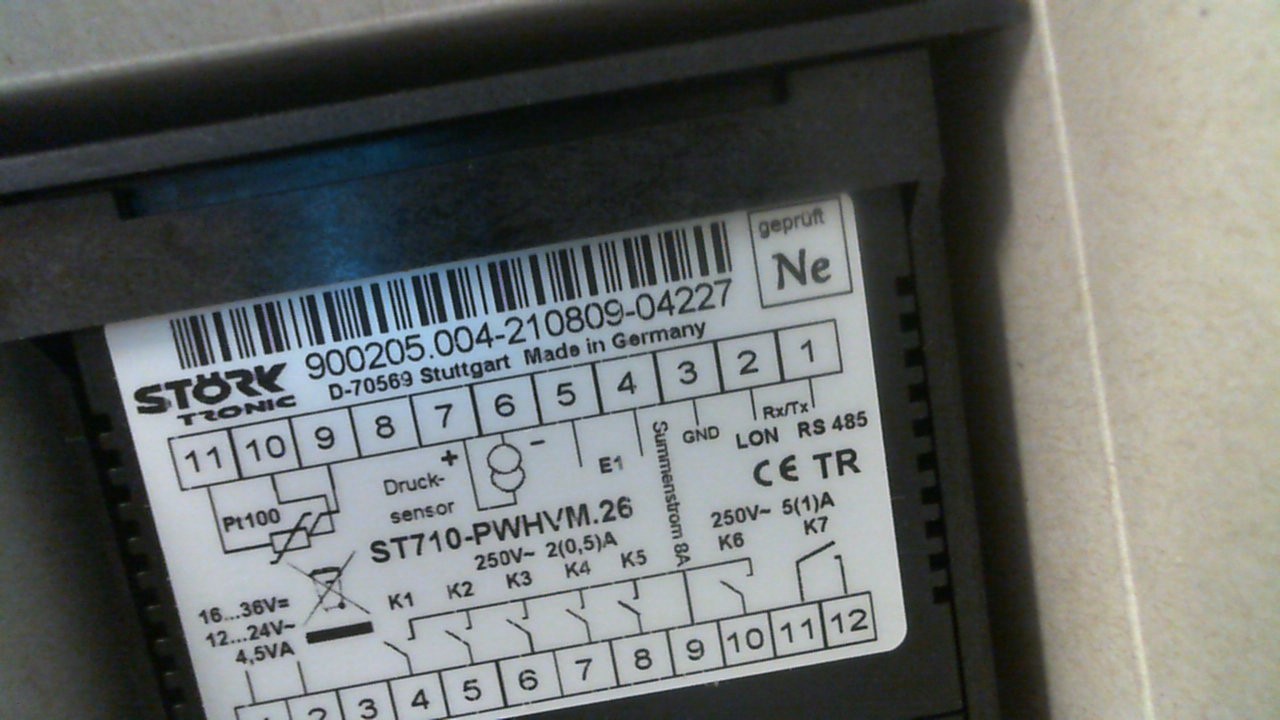 geprüft
Ne
900205.004-210809-04227
STÖRK
TRONIC
D-70569 Stuttgart Made in Germany
11 10 9 8 7 6 5 4 3 2 1
Pt100
Druck-
sensor
+
-
E1
Summenstrom 8A
GND
Rx/Tx
LON RS 485
CE TR
ST710-PWHVM.26
250V~ 2(0,5)A
250V~ 5(1)A
K1 K2 K3 K4 K5 K6 K7
16...36V=
12...24V~
4,5VA
1 2 3 4 5 6 7 8 9 10 11 12